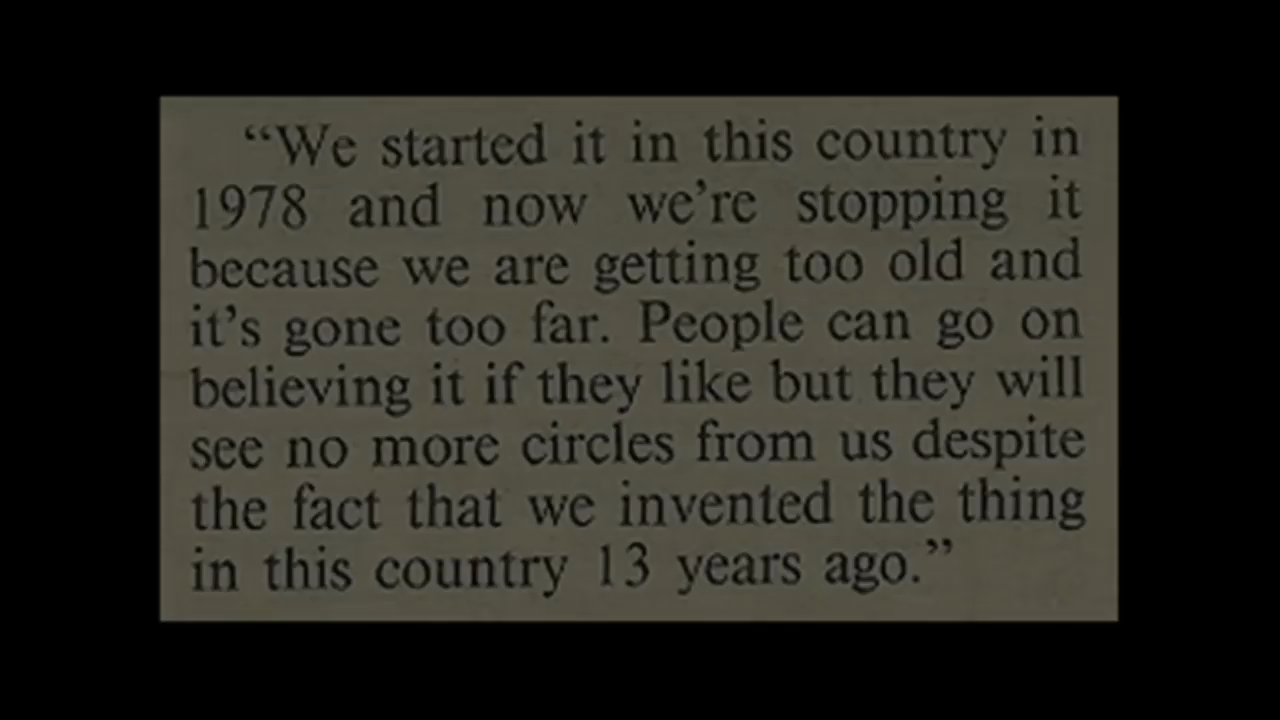 “We started it in this country in
1978 and now we’re stopping it
because we are getting too old and
it’s gone too far. People can go on
believing it if they like but they will
see no more circles from us despite
the fact that we invented the thing
in this country 13 years ago.”